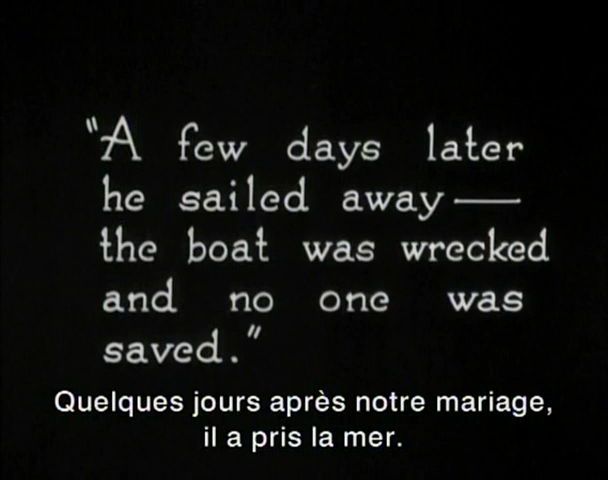 "A few days later
he sailed away—
the boat was wrecked
and no one was
saved."
Quelques jours après notre mariage,
il a pris la mer.